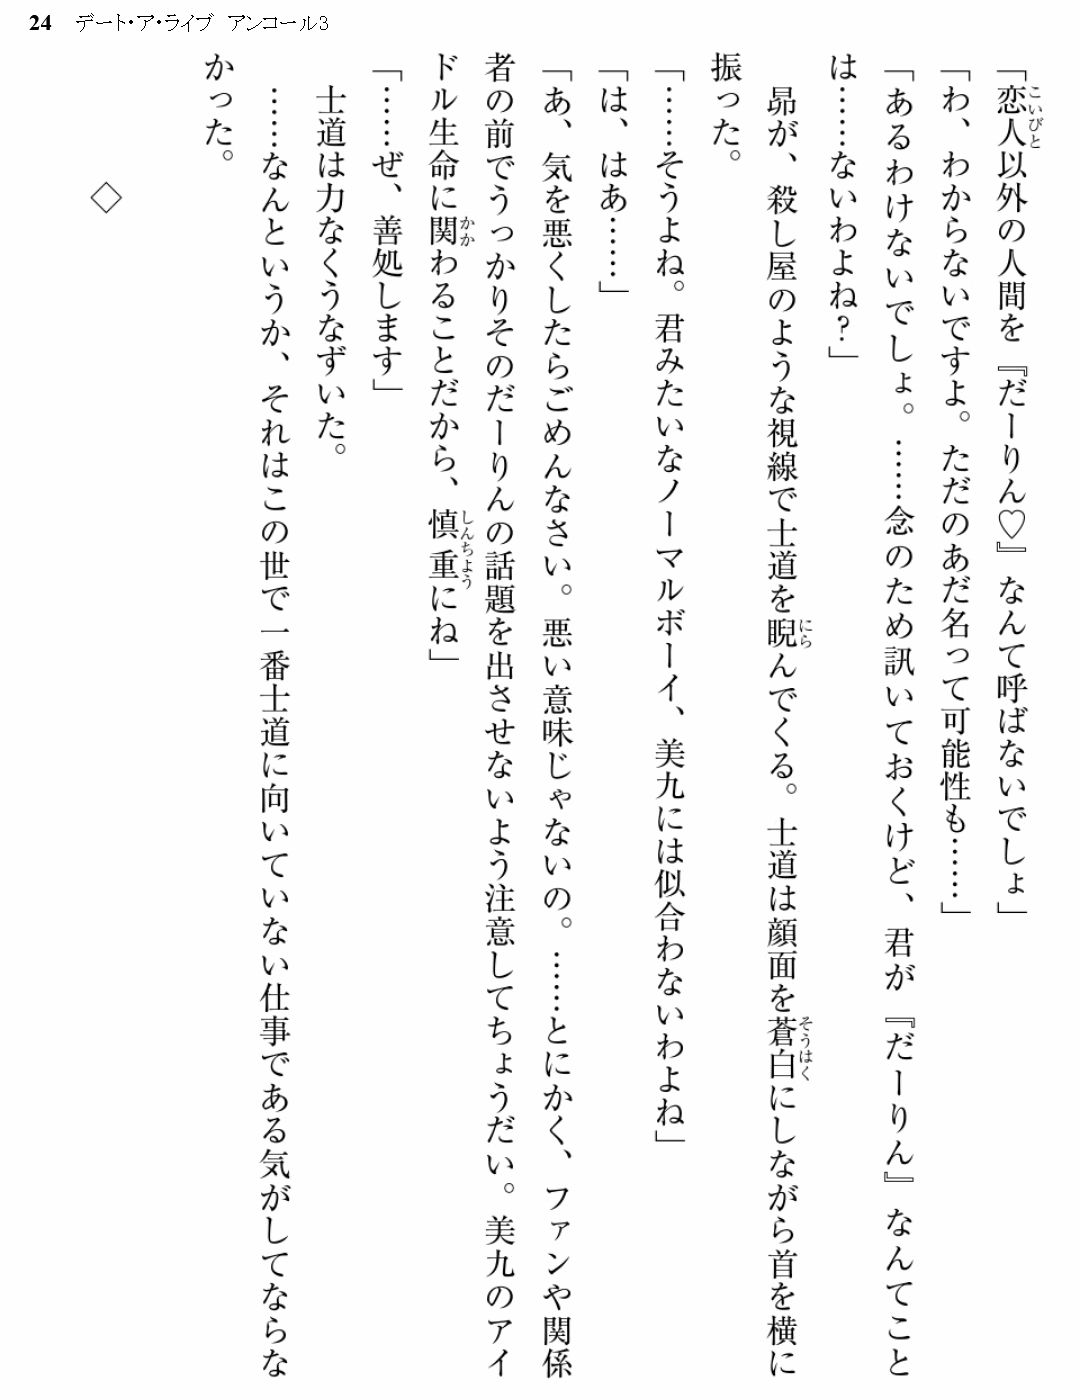 24 デート・ア・ライブ アンコール3
「恋人以外の人間を『だーりん♡』なんて呼ばないでしょ」
「わ、わからないですよ。ただのあだ名って可能性も……」
「あるわけないでしょ。……念のため訊いておくけど、君が『だーりん』なんてこと
は……ないわよね?」
昴が、殺し屋のような視線で士道を睨んでくる。士道は顔面を蒼白にしながら首を横に
振った。
「……そうよね。君みたいなノーマルボーイ、美九には似合わないわよね」
「は、はあ……」
「あ、気を悪くしたらごめんなさい。悪い意味じゃないの。……とにかく、ファンや関係
者の前でうっかりそのだーりんの話題を出させないよう注意してちょうだい。美九のアイ
ドル生命に関わることだから、慎重にね」
「……ぜ、善処します」
士道は力なくうなずいた。
……なんというか、それはこの世で一番士道に向いていない仕事である気がしてならな
かった。
◇